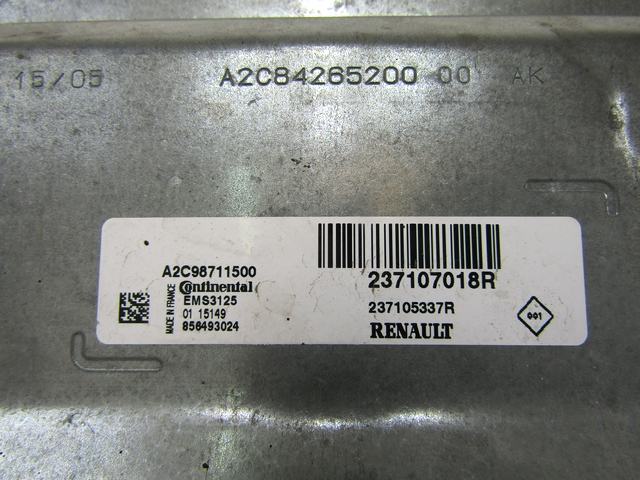 15/05 A2C84265200 00 AK
A2C98711500
Continental
EMS3125
01 15149
856493024
MADE IN FRANCE
237107018R
237105337R
RENAULT
001